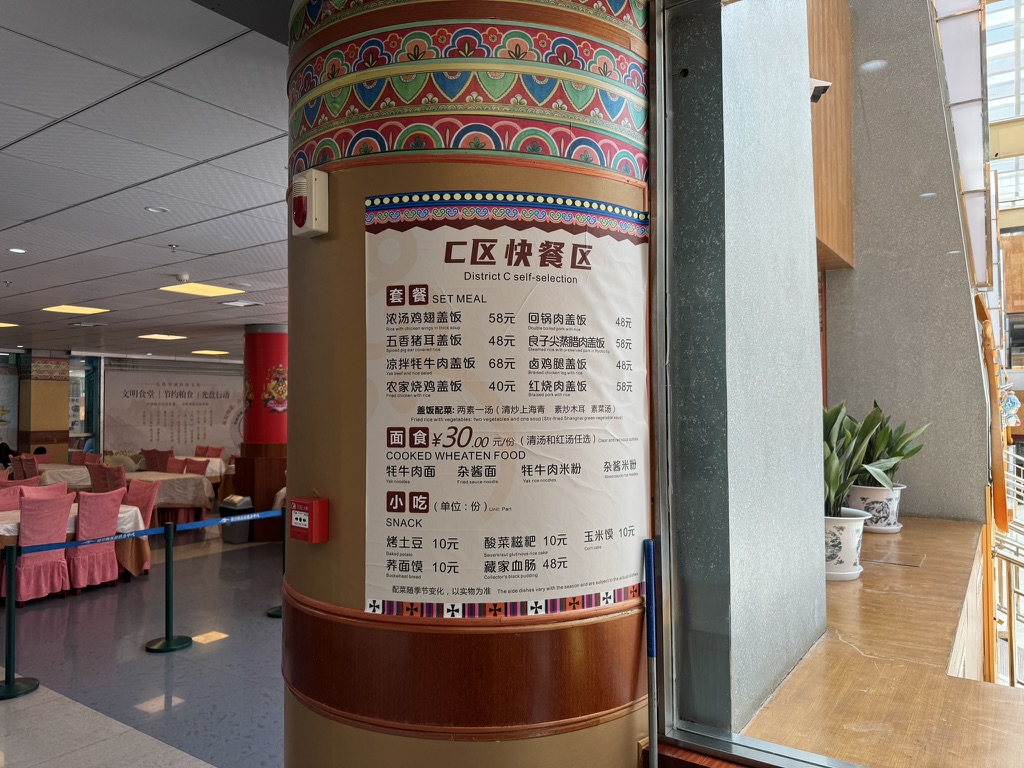 C区快餐区
District C self-selection
套餐 SET MEAL
浓汤鸡翅盖饭 58元 回锅肉盖饭 48元
Rice with chicken wings in thick soup Double boiled pork with rice
五香猪耳盖饭 48元 良子尖蒸腊肉盖饭 58元
Spiced pig ear covered rice
凉拌牦牛肉盖饭 68元 卤鸡腿盖饭 48元
Yak beef and rice salad Braised chicken leg with rice
农家烧鸡盖饭 40元 红烧肉盖饭 58元
Fried chicken with rice Braised pork with rice
盖饭配菜: 两素一汤（清炒上海青 素炒木耳 素菜汤）
Fried rice with vegetables: two vegetables and one soup (Stir-fried Shanghai green vegetable soup)
面食 ¥30.00 元/份（清汤和红汤任选）Clear and red soup options
COOKED WHEATEN FOOD
牦牛肉面 杂酱面 牦牛肉米粉 杂酱米粉
Yak noodles Fried sauce noodle Yak rice noodles
小吃（单位：份）Unit: Part
SNACK
烤土豆 10元 酸菜糍粑 10元 玉米馍 10元
Baked potato Sauerkraut glutinous rice cake Corn cake
荞面馍 10元 藏家血肠 48元
Buckwheat bread Collector's black pudding
配菜随季节变化，以实物为准 The side dishes vary with the season and are subject to the actual dishes
文明食堂 | 节约粮食 | 光盘行动